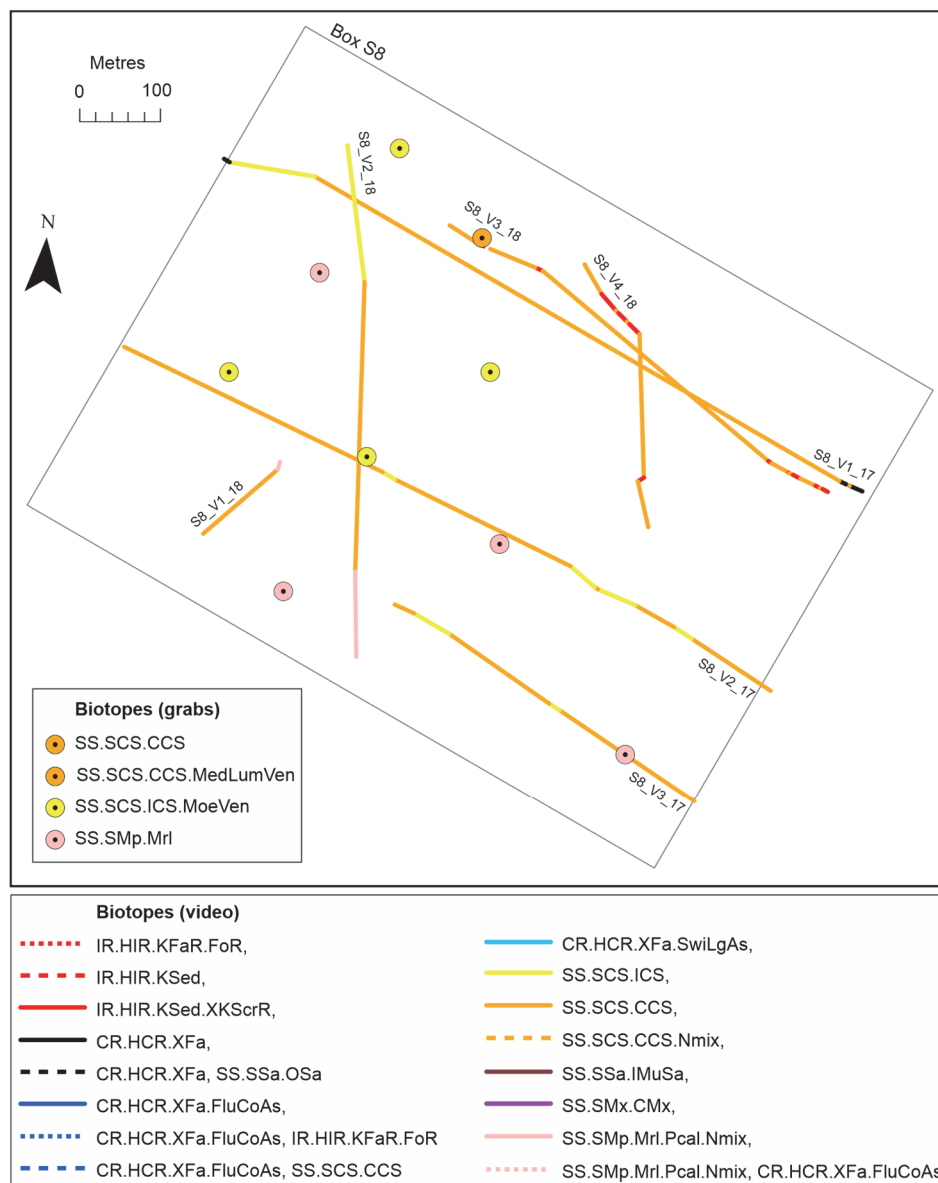 Box S8
Metres
0 100
N
S8_V2_18
S8_V3_18
S8_V4_18
S8_V1_17
S8_V1_18
S8_V2_17
S8_V3_17
Biotopes (grabs)
SS.SCS.CCS
SS.SCS.CCS.MedLumVen
SS.SCS.ICS.MoeVen
SS.SMp.Mrl
Biotopes (video)
IR.HIR.KFaR.FoR,
IR.HIR.KSed,
IR.HIR.KSed.XKScrR,
CR.HCR.XFa,
CR.HCR.XFa, SS.SSa.OSa
CR.HCR.XFa.FluCoAs,
CR.HCR.XFa.FluCoAs, IR.HIR.KFaR.FoR
CR.HCR.XFa.FluCoAs, SS.SCS.CCS
CR.HCR.XFa.SwiLgAs,
SS.SCS.ICS,
SS.SCS.CCS,
SS.SCS.CCS.Nmix,
SS.SSa.IMuSa,
SS.SMx.CMx,
SS.SMp.Mrl.Pcal.Nmix,
SS.SMp.Mrl.Pcal.Nmix, CR.HCR.XFa.FluCoAs